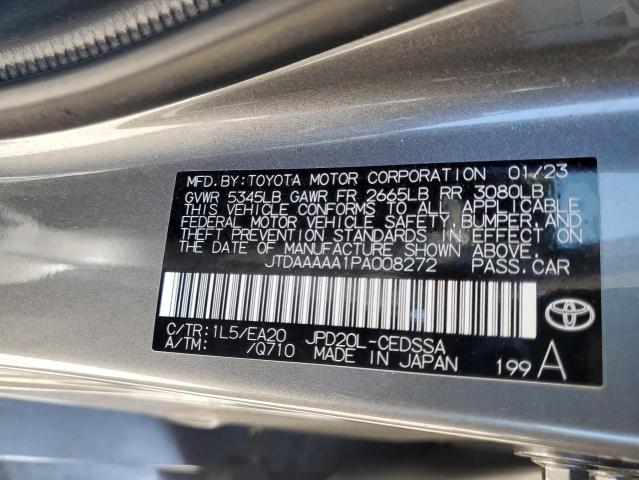 MFD. BY: TOYOTA MOTOR CORPORATION 01/23
GVWR 5345LB GAWR FR 2665LB RR 3080LB
THIS VEHICLE CONFORMS TO ALL APPLICABLE
FEDERAL MOTOR VEHICLE SAFETY, BUMPER, AND
THEFT PREVENTION STANDARDS IN EFFECT ON
THE DATE OF MANUFACTURE SHOWN ABOVE.
JTDAAAAA1PA008272 PASS.CAR
C/TR: 1L5/EA20 JPD20L-CEDSSA
A/TM: /Q710 MADE IN JAPAN 199A